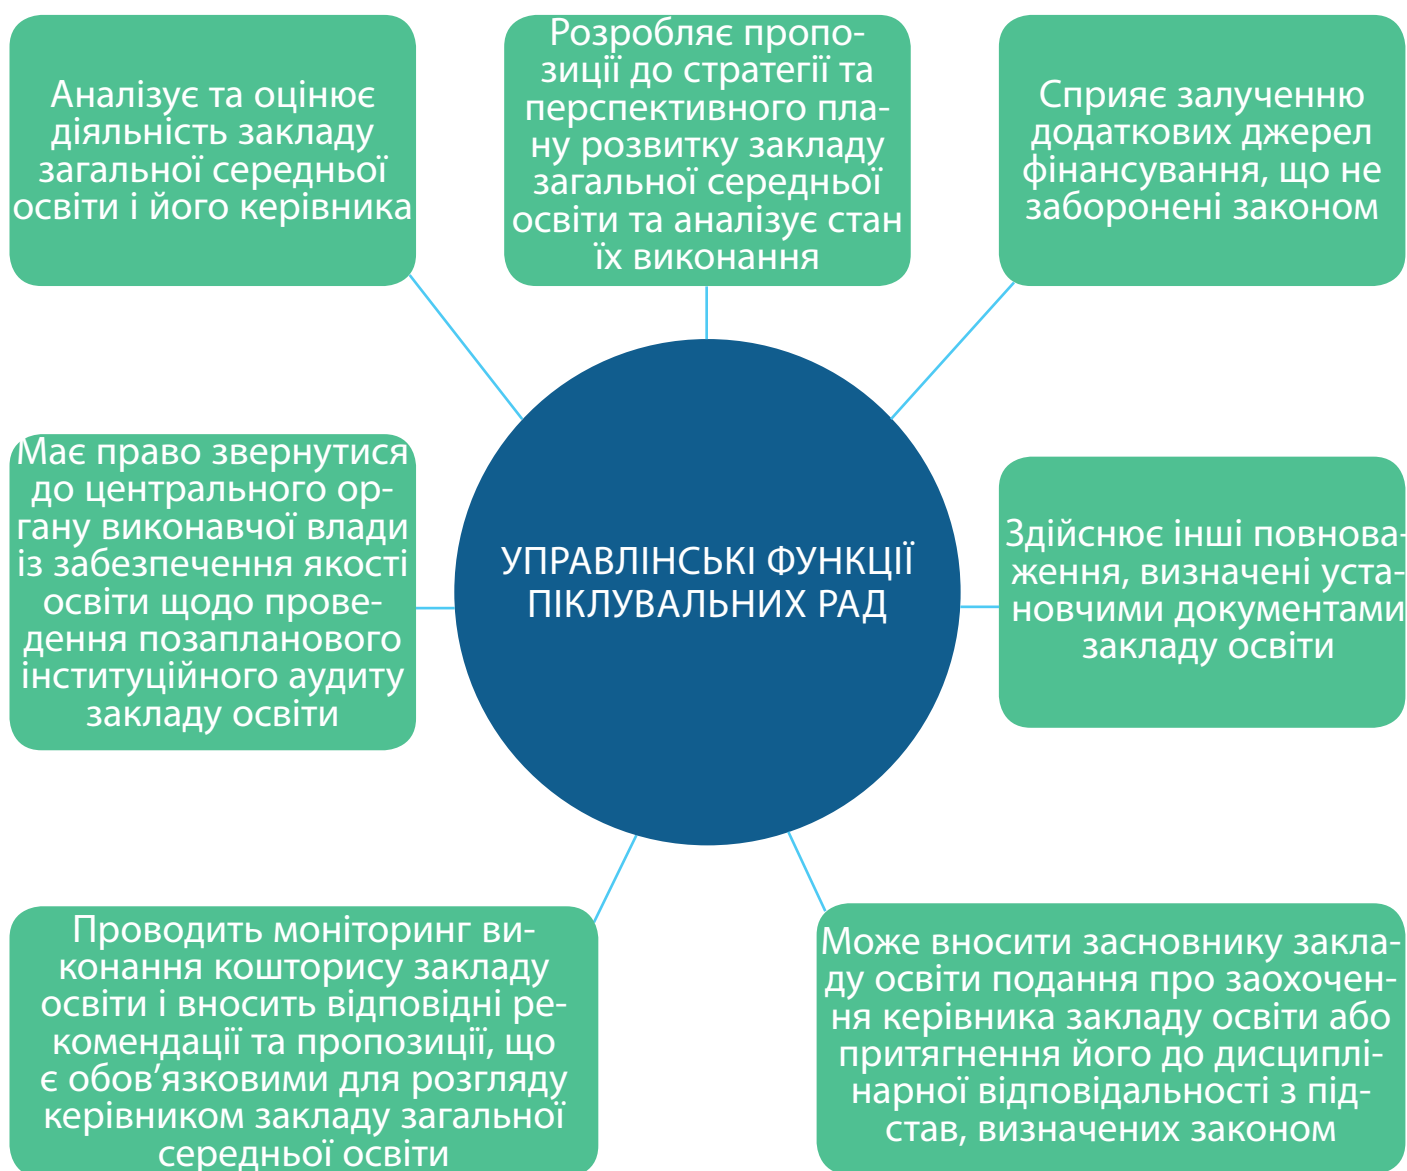 Аналізує та оцінює
діяльність закладу
загальної середньої
освіти і його керівника
Розробляє пропо-
зиції до стратегії та
перспективного пла-
ну розвитку закладу
загальної середньої
освіти та аналізує стан
їх виконання
Сприяє залученню
додаткових джерел
фінансування, що не
заборонені законом
Має право звернутися
до центрального ор-
гану виконавчої влади
із забезпечення якості
освіти щодо прове-
дення позапланового
інституційного аудиту
закладу освіти
УПРАВЛІНСЬКІ ФУНКЦІЇ
ПІКЛУВАЛЬНИХ РАД
Здійснює інші повнова-
ження, визначені уста-
новчими документами
закладу освіти
Проводить моніторинг ви-
конання кошторису закладу
освіти і вносить відповідні ре-
комендації та пропозиції, що
є обов’язковими для розгляду
керівником закладу загальної
середньої освіти
Може вносити засновнику закла-
ду освіти подання про заохочен-
ня керівника закладу освіти або
притягнення його до дисциплі-
нарної відповідальності з під-
став, визначених законом